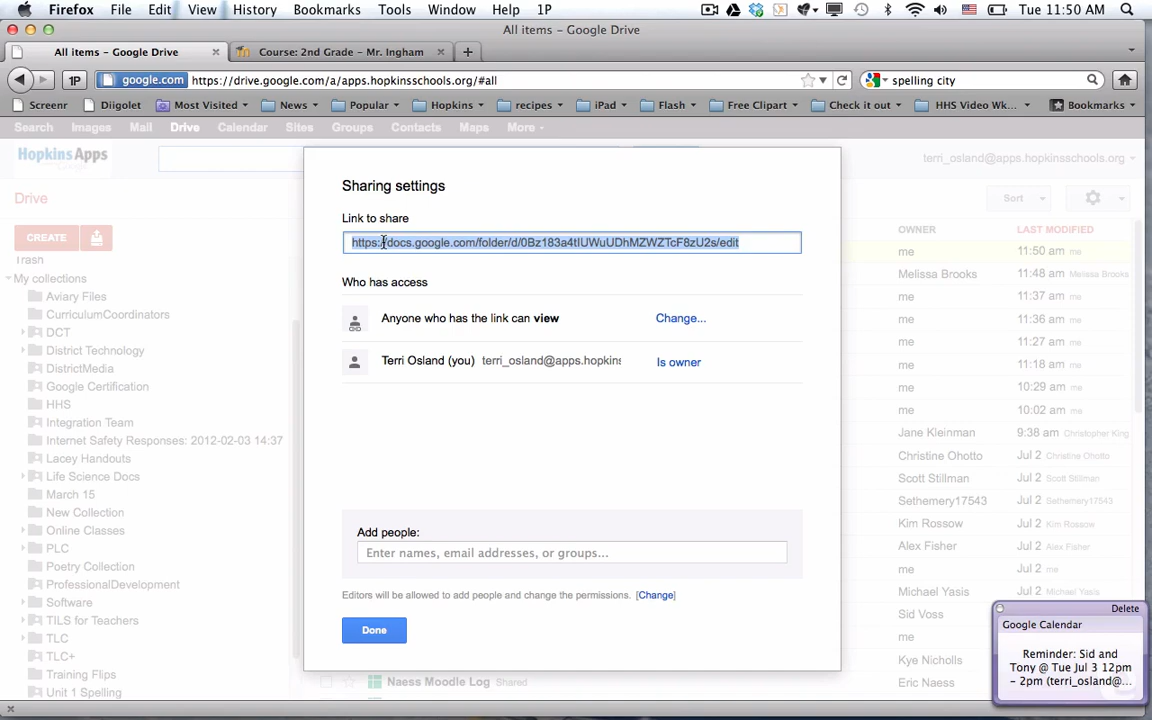 Firefox File Edit View History Bookmarks Tools Window Help 1P Tue 11:50 AM
All items – Google Drive
All items – Google Drive Course: 2nd Grade – Mr. Ingham
1P google.com https://drive.google.com/a/apps.hopkinsschools.org/#all spelling city
Screenr Diigolet Most Visited News Popular Hopkins recipes iPad Flash Free Clipart Check it out HHS Video Wk... Bookmarks
Search Images Mail Drive Calendar Sites Groups Contacts Maps More
Hopkins Apps terri_osland@apps.hopkinsschools.org
Drive Sort
CREATE
Trash
My collections
Aviary Files
CurriculumCoordinators
DCT
District Technology
DistrictMedia
Google Certification
HHS
Integration Team
Internet Safety Responses: 2012-02-03 14:37
Lacey Handouts
Life Science Docs
March 15
New Collection
Online Classes
PLC
Poetry Collection
ProfessionalDevelopment
Software
TILS for Teachers
TLC
TLC+
Training Flips
Unit 1 Spelling
Sharing settings
Link to share
https://docs.google.com/folder/d/0Bz183a4tIUWuUDhMZWZTcF8zU2s/edit
Who has access
Anyone who has the link can view Change...
Terri Osland (you) terri_osland@apps.hopkins Is owner
Add people:
Enter names, email addresses, or groups...
Editors will be allowed to add people and change the permissions. [Change]
Done
Naess Moodle Log Shared
OWNER LAST MODIFIED
me 11:50 am me
Melissa Brooks 11:48 am Melissa Brooks
me 11:37 am me
me 11:36 am me
me 11:27 am me
me 11:18 am me
me 10:29 am me
me 10:02 am me
Jane Kleinman 9:38 am Christopher King
Christine Ohotto Jul 2 Christine Ohotto
Scott Stillman Jul 2 Scott Stillman
Sethemery17543 Jul 2 Sethemery17543
Kim Rossow Jul 2 Kim Rossow
Alex Fisher Jul 2 Alex Fisher
me Jul 2 me
Michael Yasis Jul 2 Michael Yasis
Sid Voss
me
Kye Nicholls
Eric Naess
Delete
Google Calendar
Reminder: Sid and
Tony @ Tue Jul 3 12pm
– 2pm (terri_osland@...